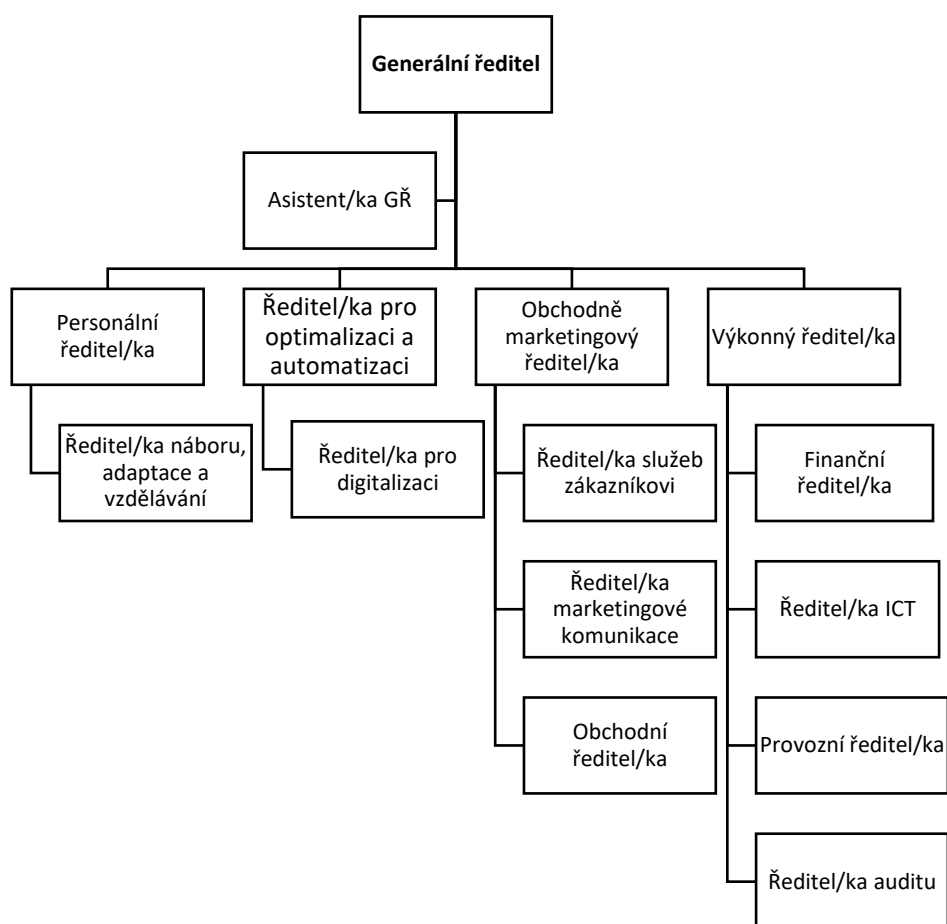 Generální ředitel
Asistent/ka GŘ
Personální
ředitel/ka
Ředitel/ka pro
optimalizaci a
automatizaci
Obchodně
marketingový
ředitel/ka
Výkonný ředitel/ka
Ředitel/ka náboru,
adaptace a
vzdělávání
Ředitel/ka pro
digitalizaci
Ředitel/ka služeb
zákazníkovi
Finanční
ředitel/ka
Ředitel/ka
marketingové
komunikace
Ředitel/ka ICT
Obchodní
ředitel/ka
Provozní ředitel/ka
Ředitel/ka auditu